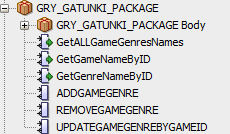 GRY_GATUNKI_PACKAGE
GRY_GATUNKI_PACKAGE Body
GetALLGameGenresNames
GetGameNameByID
GetGenreNameByID
ADDGAMEGENRE
REMOVEGAMEGENRE
UPDATEGAMEGENREBYGAMEID